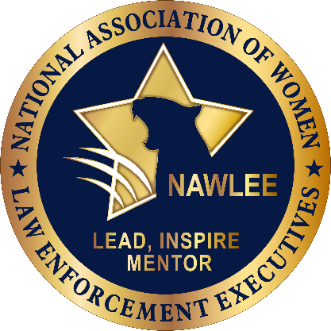 NATIONAL ASSOCIATION OF WOMEN
LAW ENFORCEMENT EXECUTIVES
NAWLEE
LEAD, INSPIRE
MENTOR